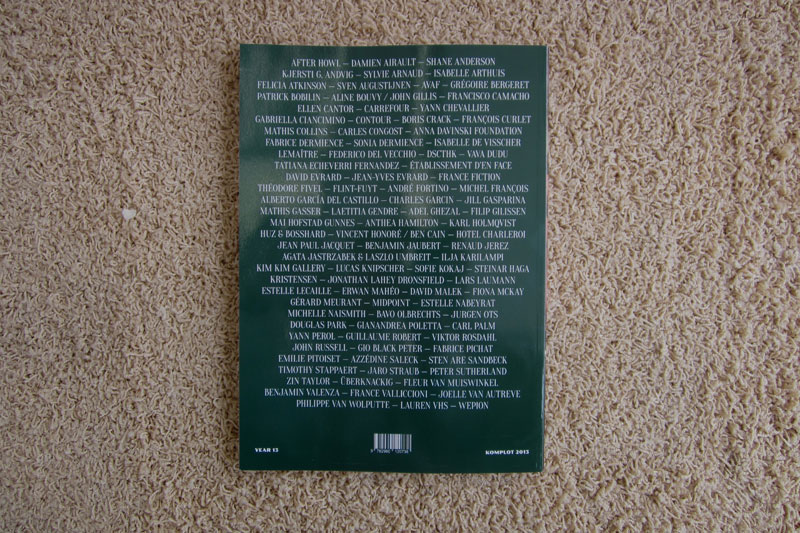 AFTER HOWL – DAMIEN AIRAULT – SHANE ANDERSON
KJERSTI G. ANDVIG – SYLVIE ARNAUD – ISABELLE ARTHUIS
FELICIA ATKINSON – SVEN AUGUSTIJNEN – AVAF – GRÉGOIRE BERGERET
PATRICK BOBILIN – ALINE BOUVY / JOHN GILLIS – FRANCISCO CAMACHO
ELLEN CANTOR – CARREFOUR – YANN CHEVALLIER
GABRIELLA CIANCIMINO – CONTOUR – BORIS CRACK – FRANÇOIS CURLET
MATHIS COLLINS – CARLES CONGOST – ANNA DAVINSKI FOUNDATION
FABRICE DERMIENCE – SONIA DERMIENCE – ISABELLE DE VISSCHER
LEMAÎTRE – FEDERICO DEL VECCHIO – DSCTHK – VAVA DUDU
TATIANA ECHEVERRI FERNANDEZ – ÉTABLISSEMENT D'EN FACE
DAVID EVRARD – JEAN-YVES EVRARD – FRANCE FICTION
THÉODORE FIVEL – FLINT-FUYT – ANDRÉ FORTINO – MICHEL FRANÇOIS
ALBERTO GARCÍA DEL CASTILLO – CHARLES GARCIN – JILL GASPARINA
MATHIS GASSER – LAETITIA GENDRE – ADEL GHEZAL – FILIP GILISSEN
MAI HOFSTAD GUNNES – ANTHEA HAMILTON – KARL HOLMQVIST
HUZ & BOSSHARD – VINCENT HONORÉ / BEN CAIN – HOTEL CHARLEROI
JEAN PAUL JACQUET – BENJAMIN JAUBERT – RENAUD JEREZ
AGATA JASTRZABEK & LASZLO UMBREIT – ILJA KARILAMPI
KIM KIM GALLERY – LUCAS KNIPSCHER – SOFIE KOKAJ – STEINAR HAGA
KRISTENSEN – JONATHAN LAHEY DRONSFIELD – LARS LAUMANN
ESTELLE LECAILLE – ERWAN MAHÉO – DAVID MALEK – FIONA MCKAY
GÉRARD MEURANT – MIDPOINT – ESTELLE NABEYRAT
MICHELLE NAISMITH – BAVO OLBRECHTS – JURGEN OTS
DOUGLAS PARK – GIANANDREA POLETTA – CARL PALM
YANN PEROL – GUILLAUME ROBERT – VIKTOR ROSDAHL
JOHN RUSSELL – GIO BLACK PETER – FABRICE PICHAT
EMILIE PITOISET – AZZÉDINE SALECK – STEN ARE SANDBECK
TIMOTHY STAPPAERT – JARO STRAUB – PETER SUTHERLAND
ZIN TAYLOR – ÜBERKNACKIG – FLEUR VAN MUISWINKEL
BENJAMIN VALENZA – FRANCE VALLICCIONI – JOELLE VAN AUTREVE
PHILIPPE VAN WOLPUTTE – LAUREN VHS – WEPION
YEAR 13
KOMPLOT 2013